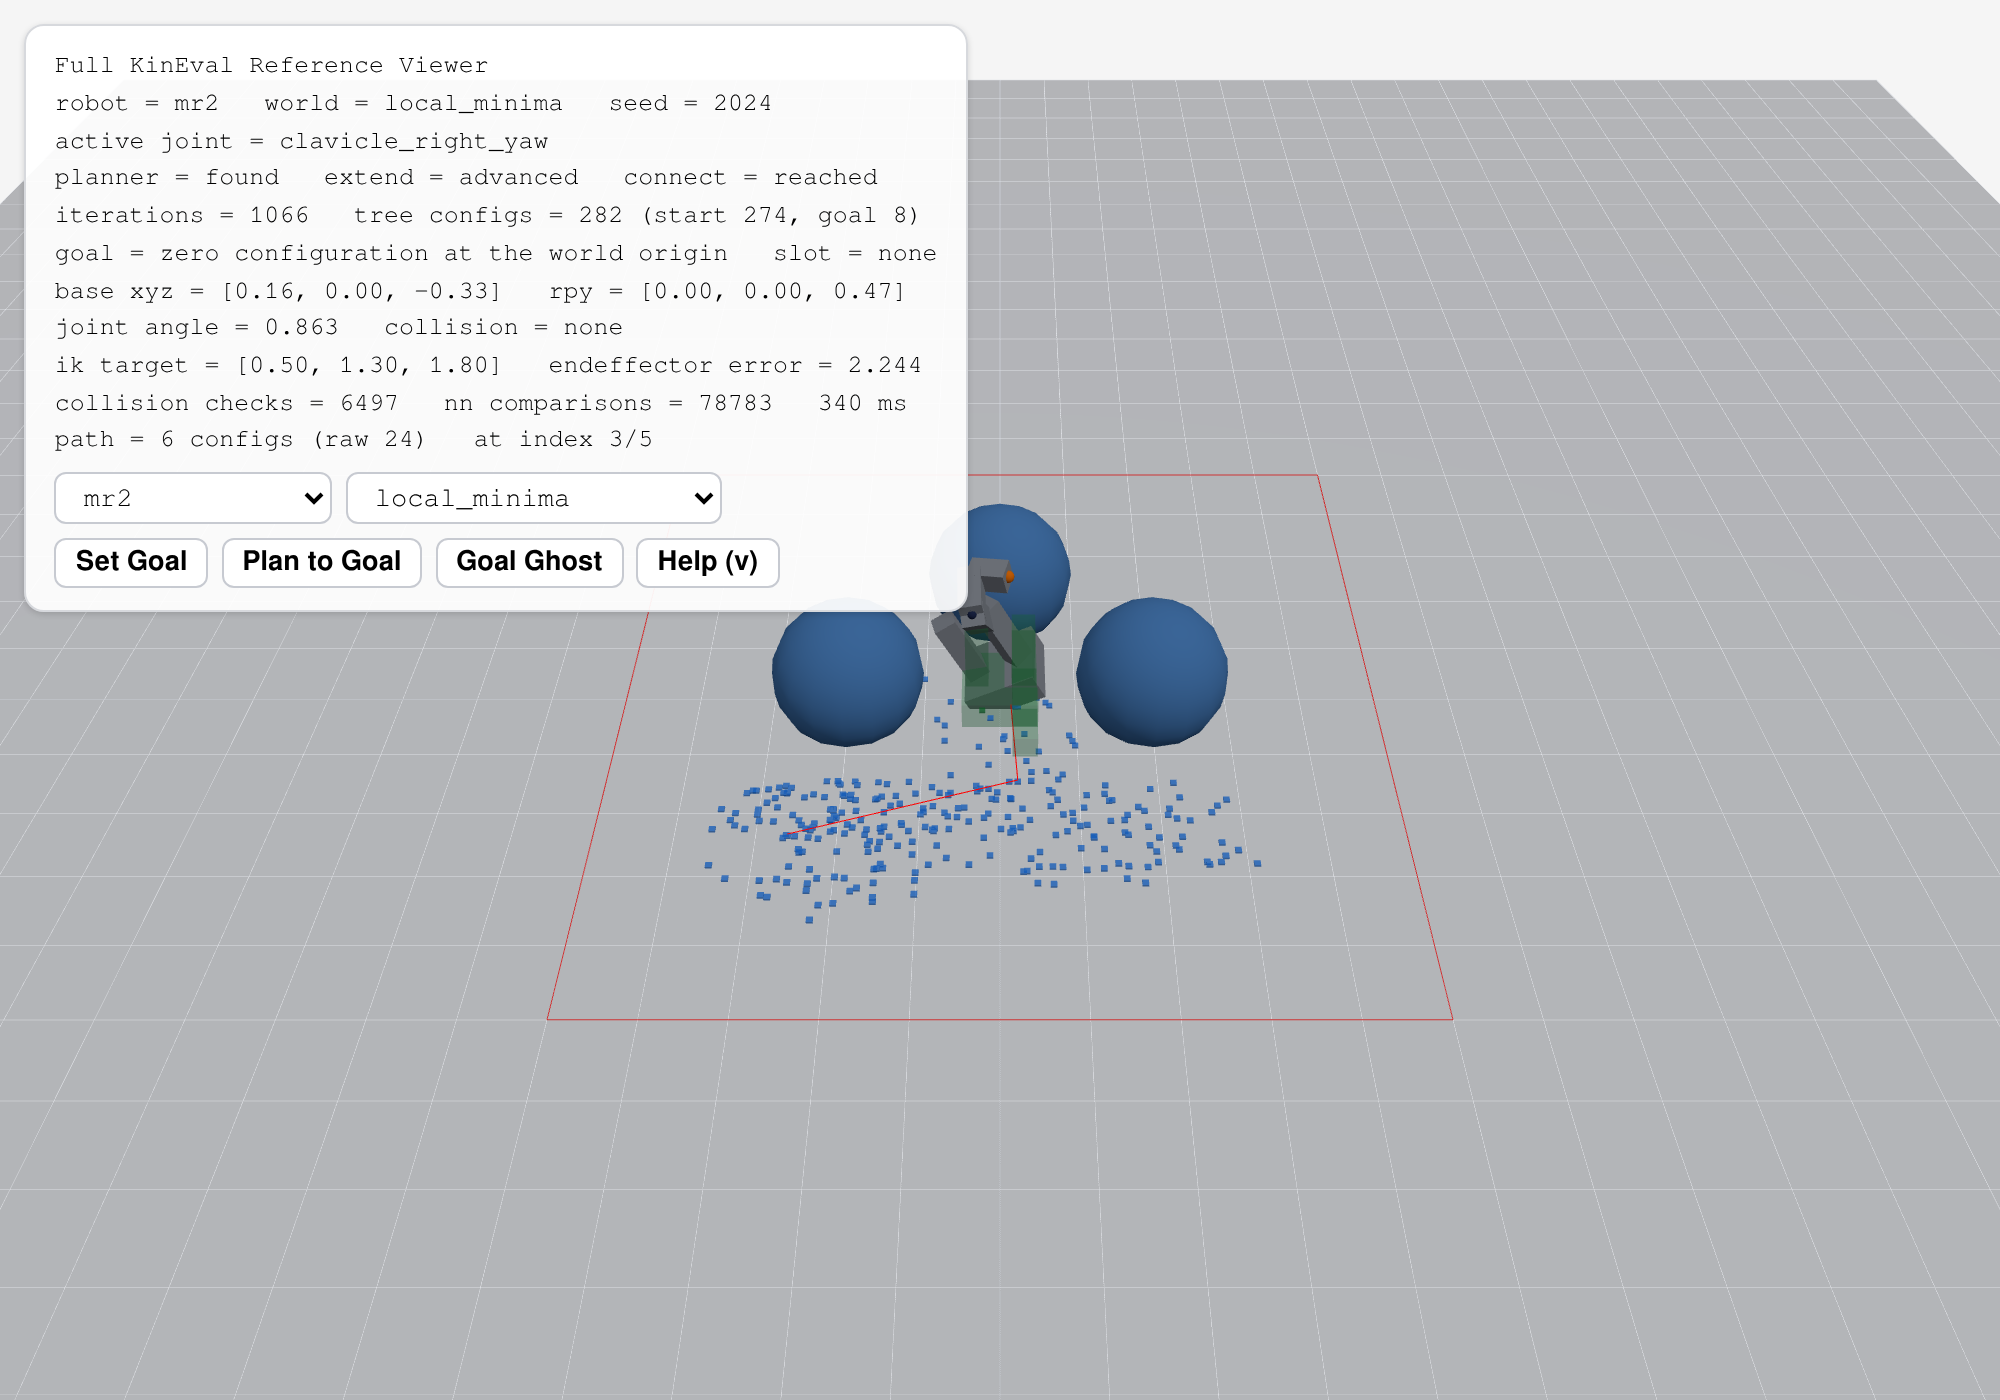 Full KinEval Reference Viewer
robot = mr2   world = local_minima   seed = 2024
active joint = clavicle_right_yaw
planner = found   extend = advanced   connect = reached
iterations = 1066   tree configs = 282 (start 274, goal 8)
goal = zero configuration at the world origin   slot = none
base xyz = [0.16, 0.00, -0.33]   rpy = [0.00, 0.00, 0.47]
joint angle = 0.863   collision = none
ik target = [0.50, 1.30, 1.80]   endeffector error = 2.244
collision checks = 6497   nn comparisons = 78783   340 ms
path = 6 configs (raw 24)   at index 3/5
mr2   local_minima
Set Goal   Plan to Goal   Goal Ghost   Help (v)